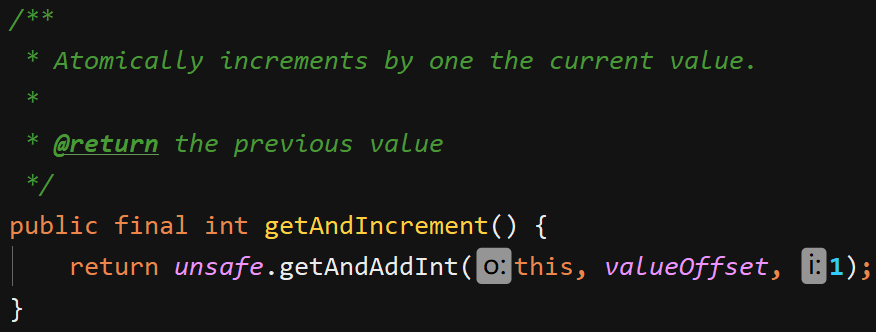 /**
 * Atomically increments by one the current value.
 *
 * @return the previous value
 */
public final int getAndIncrement() {
    return unsafe.getAndAddInt( o: this, valueOffset, i: 1);
}